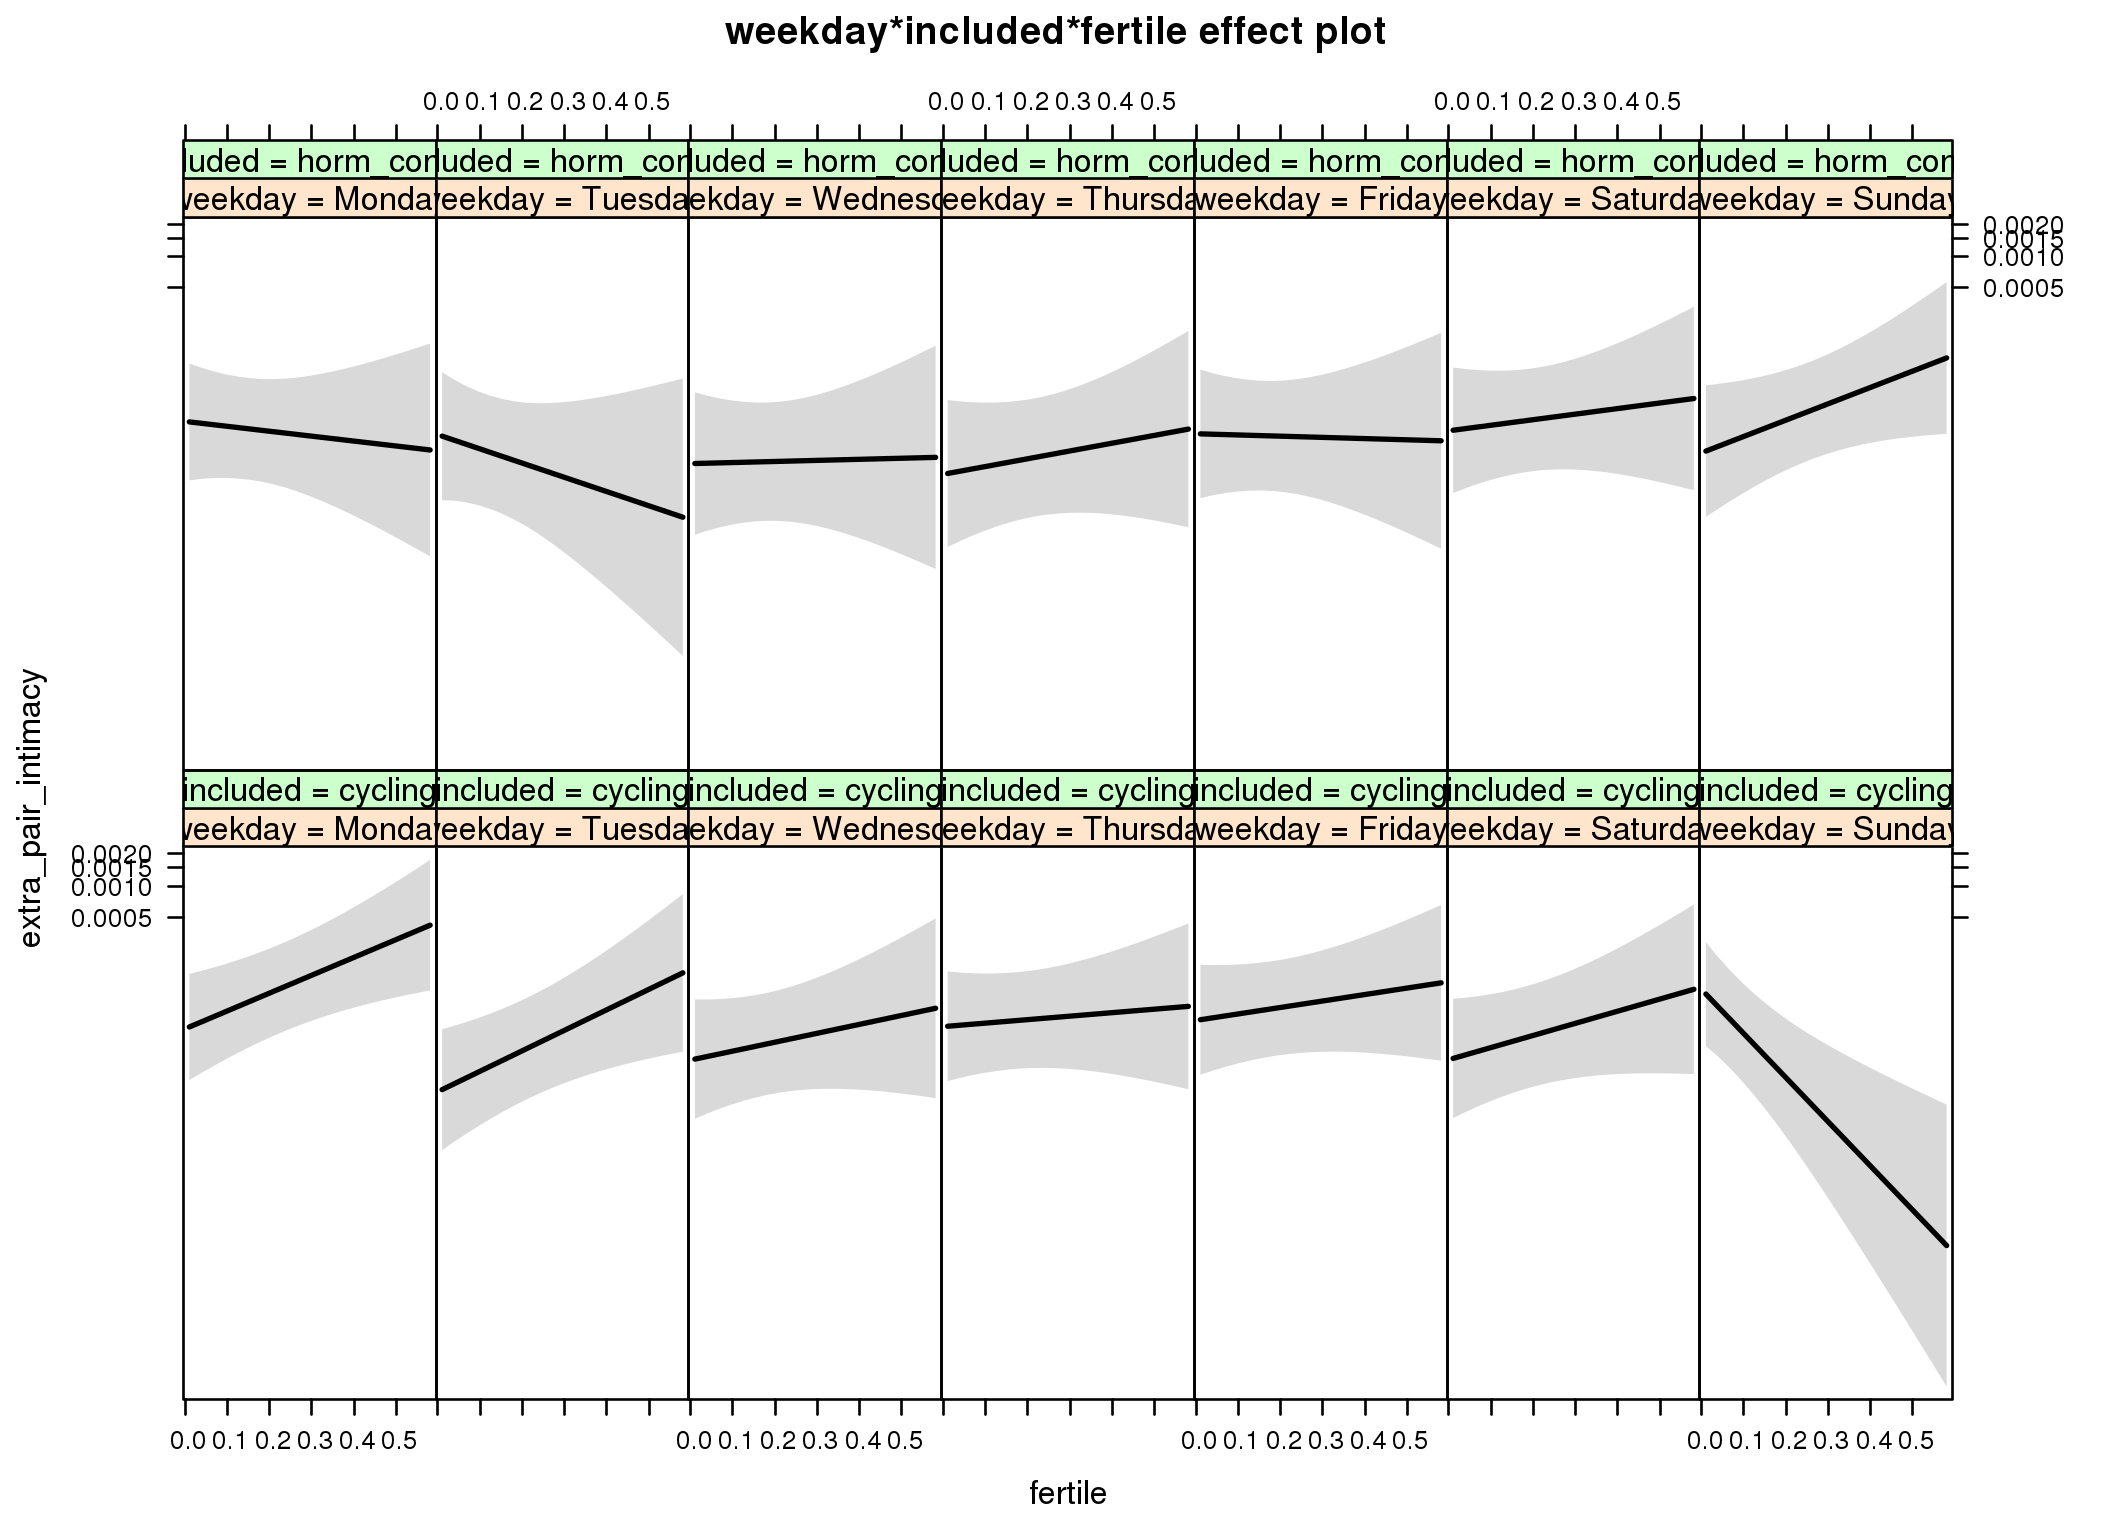 weekday*included*fertile effect plot
0.0 0.1 0.2 0.3 0.4 0.5 0.0 0.1 0.2 0.3 0.4 0.5 0.0 0.1 0.2 0.3 0.4 0.5
luded = horm_con luded = horm_con luded = horm_con luded = horm_con luded = horm_con luded = horm_con luded = horm_con
weekday = Monday eekday = Tuesda ekday = Wednesd eekday = Thursda weekday = Friday eekday = Saturda weekday = Sunday
0.0020
0.0015
0.0010
0.0005
included = cycling included = cycling included = cycling included = cycling included = cycling included = cycling included = cycling
weekday = Monday eekday = Tuesda ekday = Wednesd eekday = Thursda weekday = Friday eekday = Saturda weekday = Sunday
0.0020
0.0015
0.0010
0.0005
extra_pair_intimacy
0.0 0.1 0.2 0.3 0.4 0.5 0.0 0.1 0.2 0.3 0.4 0.5 0.0 0.1 0.2 0.3 0.4 0.5 0.0 0.1 0.2 0.3 0.4 0.5
fertile